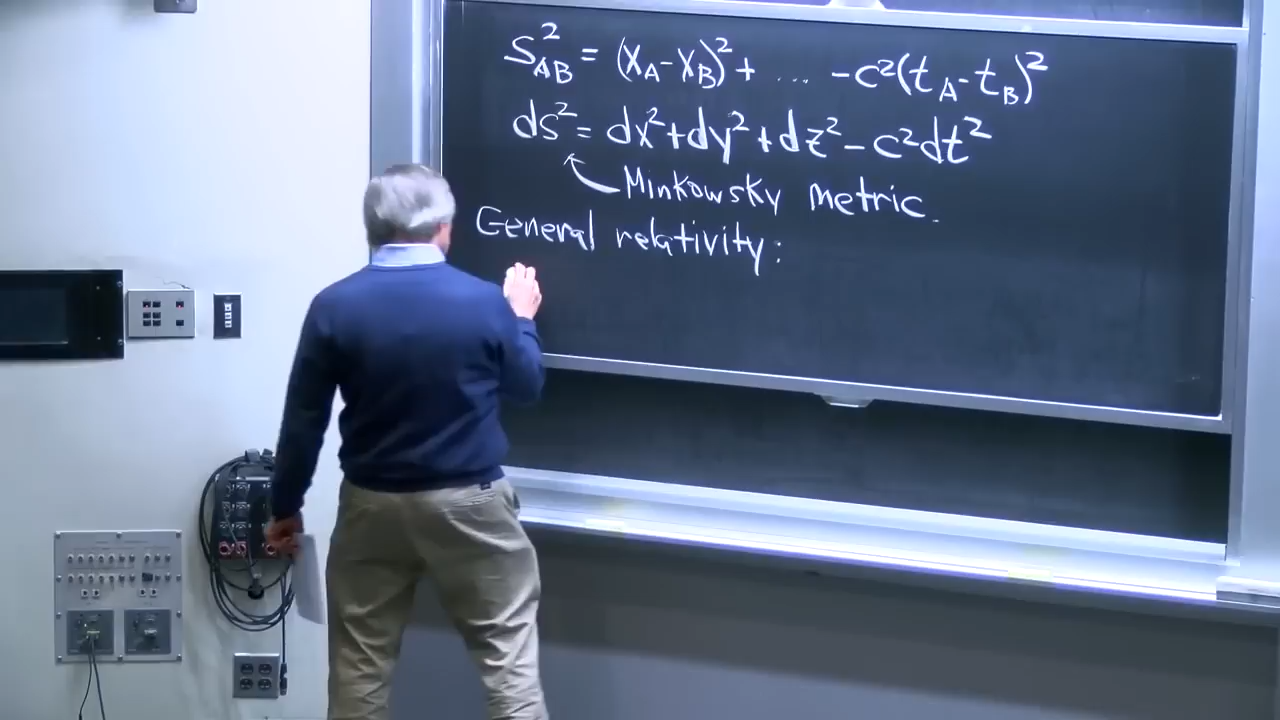 S²_AB = (x_A - x_B)² + ... - c²(t_A - t_B)²
ds² = dx² + dy² + dz² - c²dt²
Minkowsky metric.
General relativity: